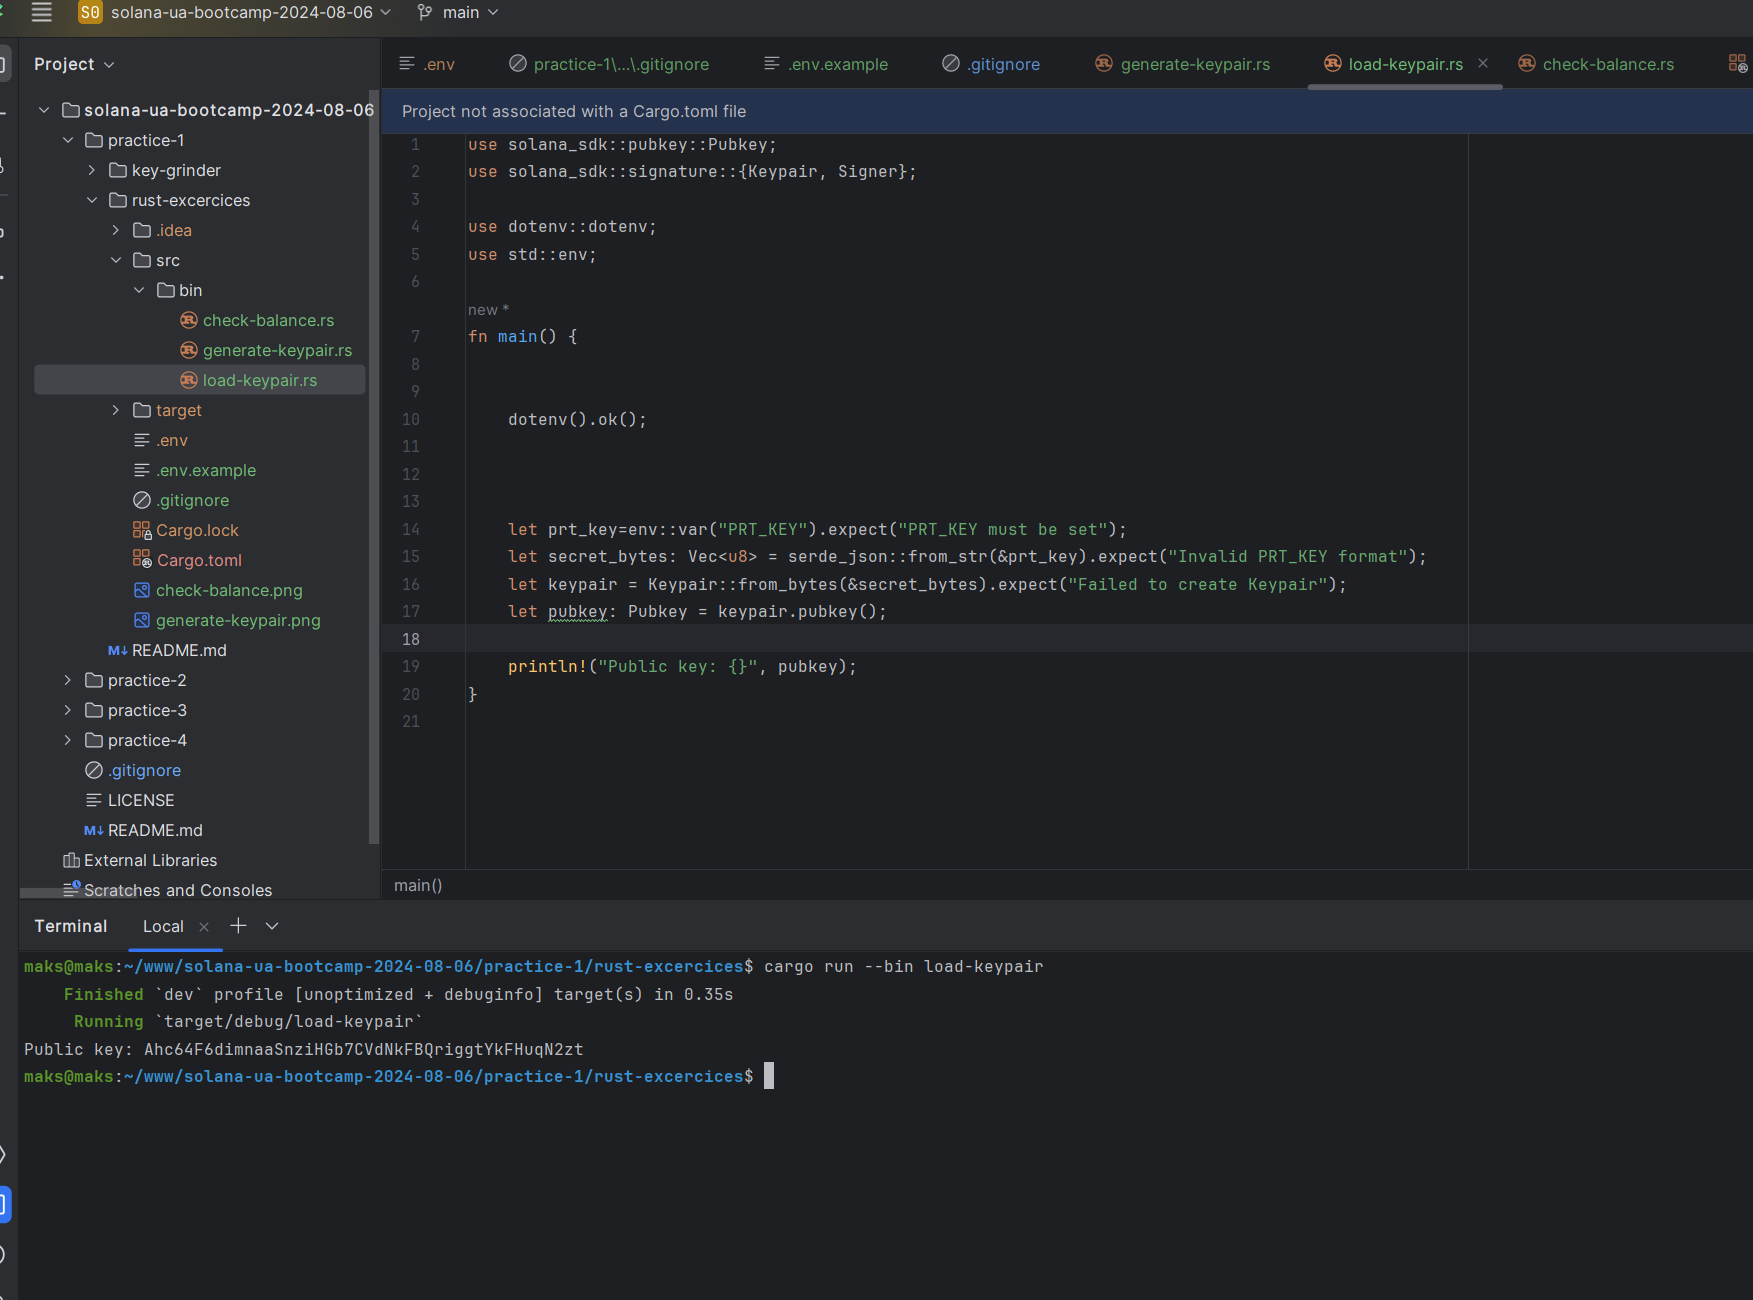 S0 solana-ua-bootcamp-2024-08-06 main
Project
.env practice-1\...\.gitignore .env.example .gitignore generate-keypair.rs load-keypair.rs check-balance.rs
Project not associated with a Cargo.toml file
solana-ua-bootcamp-2024-08-06
practice-1
key-grinder
rust-excercices
.idea
src
bin
check-balance.rs
generate-keypair.rs
load-keypair.rs
target
.env
.env.example
.gitignore
Cargo.lock
Cargo.toml
check-balance.png
generate-keypair.png
M↓ README.md
practice-2
practice-3
practice-4
.gitignore
LICENSE
M↓ README.md
External Libraries
Scratches and Consoles
1 use solana_sdk::pubkey::Pubkey;
2 use solana_sdk::signature::{Keypair, Signer};
3
4 use dotenv::dotenv;
5 use std::env;
6
new *
7 fn main() {
8
9
10 dotenv().ok();
11
12
13
14 let prt_key=env::var("PRT_KEY").expect("PRT_KEY must be set");
15 let secret_bytes: Vec<u8> = serde_json::from_str(&prt_key).expect("Invalid PRT_KEY format");
16 let keypair = Keypair::from_bytes(&secret_bytes).expect("Failed to create Keypair");
17 let pubkey: Pubkey = keypair.pubkey();
18
19 println!("Public key: {}", pubkey);
20 }
21
main()
Terminal Local
maks@maks:~/www/solana-ua-bootcamp-2024-08-06/practice-1/rust-excercices$ cargo run --bin load-keypair
Finished `dev` profile [unoptimized + debuginfo] target(s) in 0.35s
Running `target/debug/load-keypair`
Public key: Ahc64F6dimnaaSnziHGb7CVdNkFBQriggtYkFHuqN2zt
maks@maks:~/www/solana-ua-bootcamp-2024-08-06/practice-1/rust-excercices$